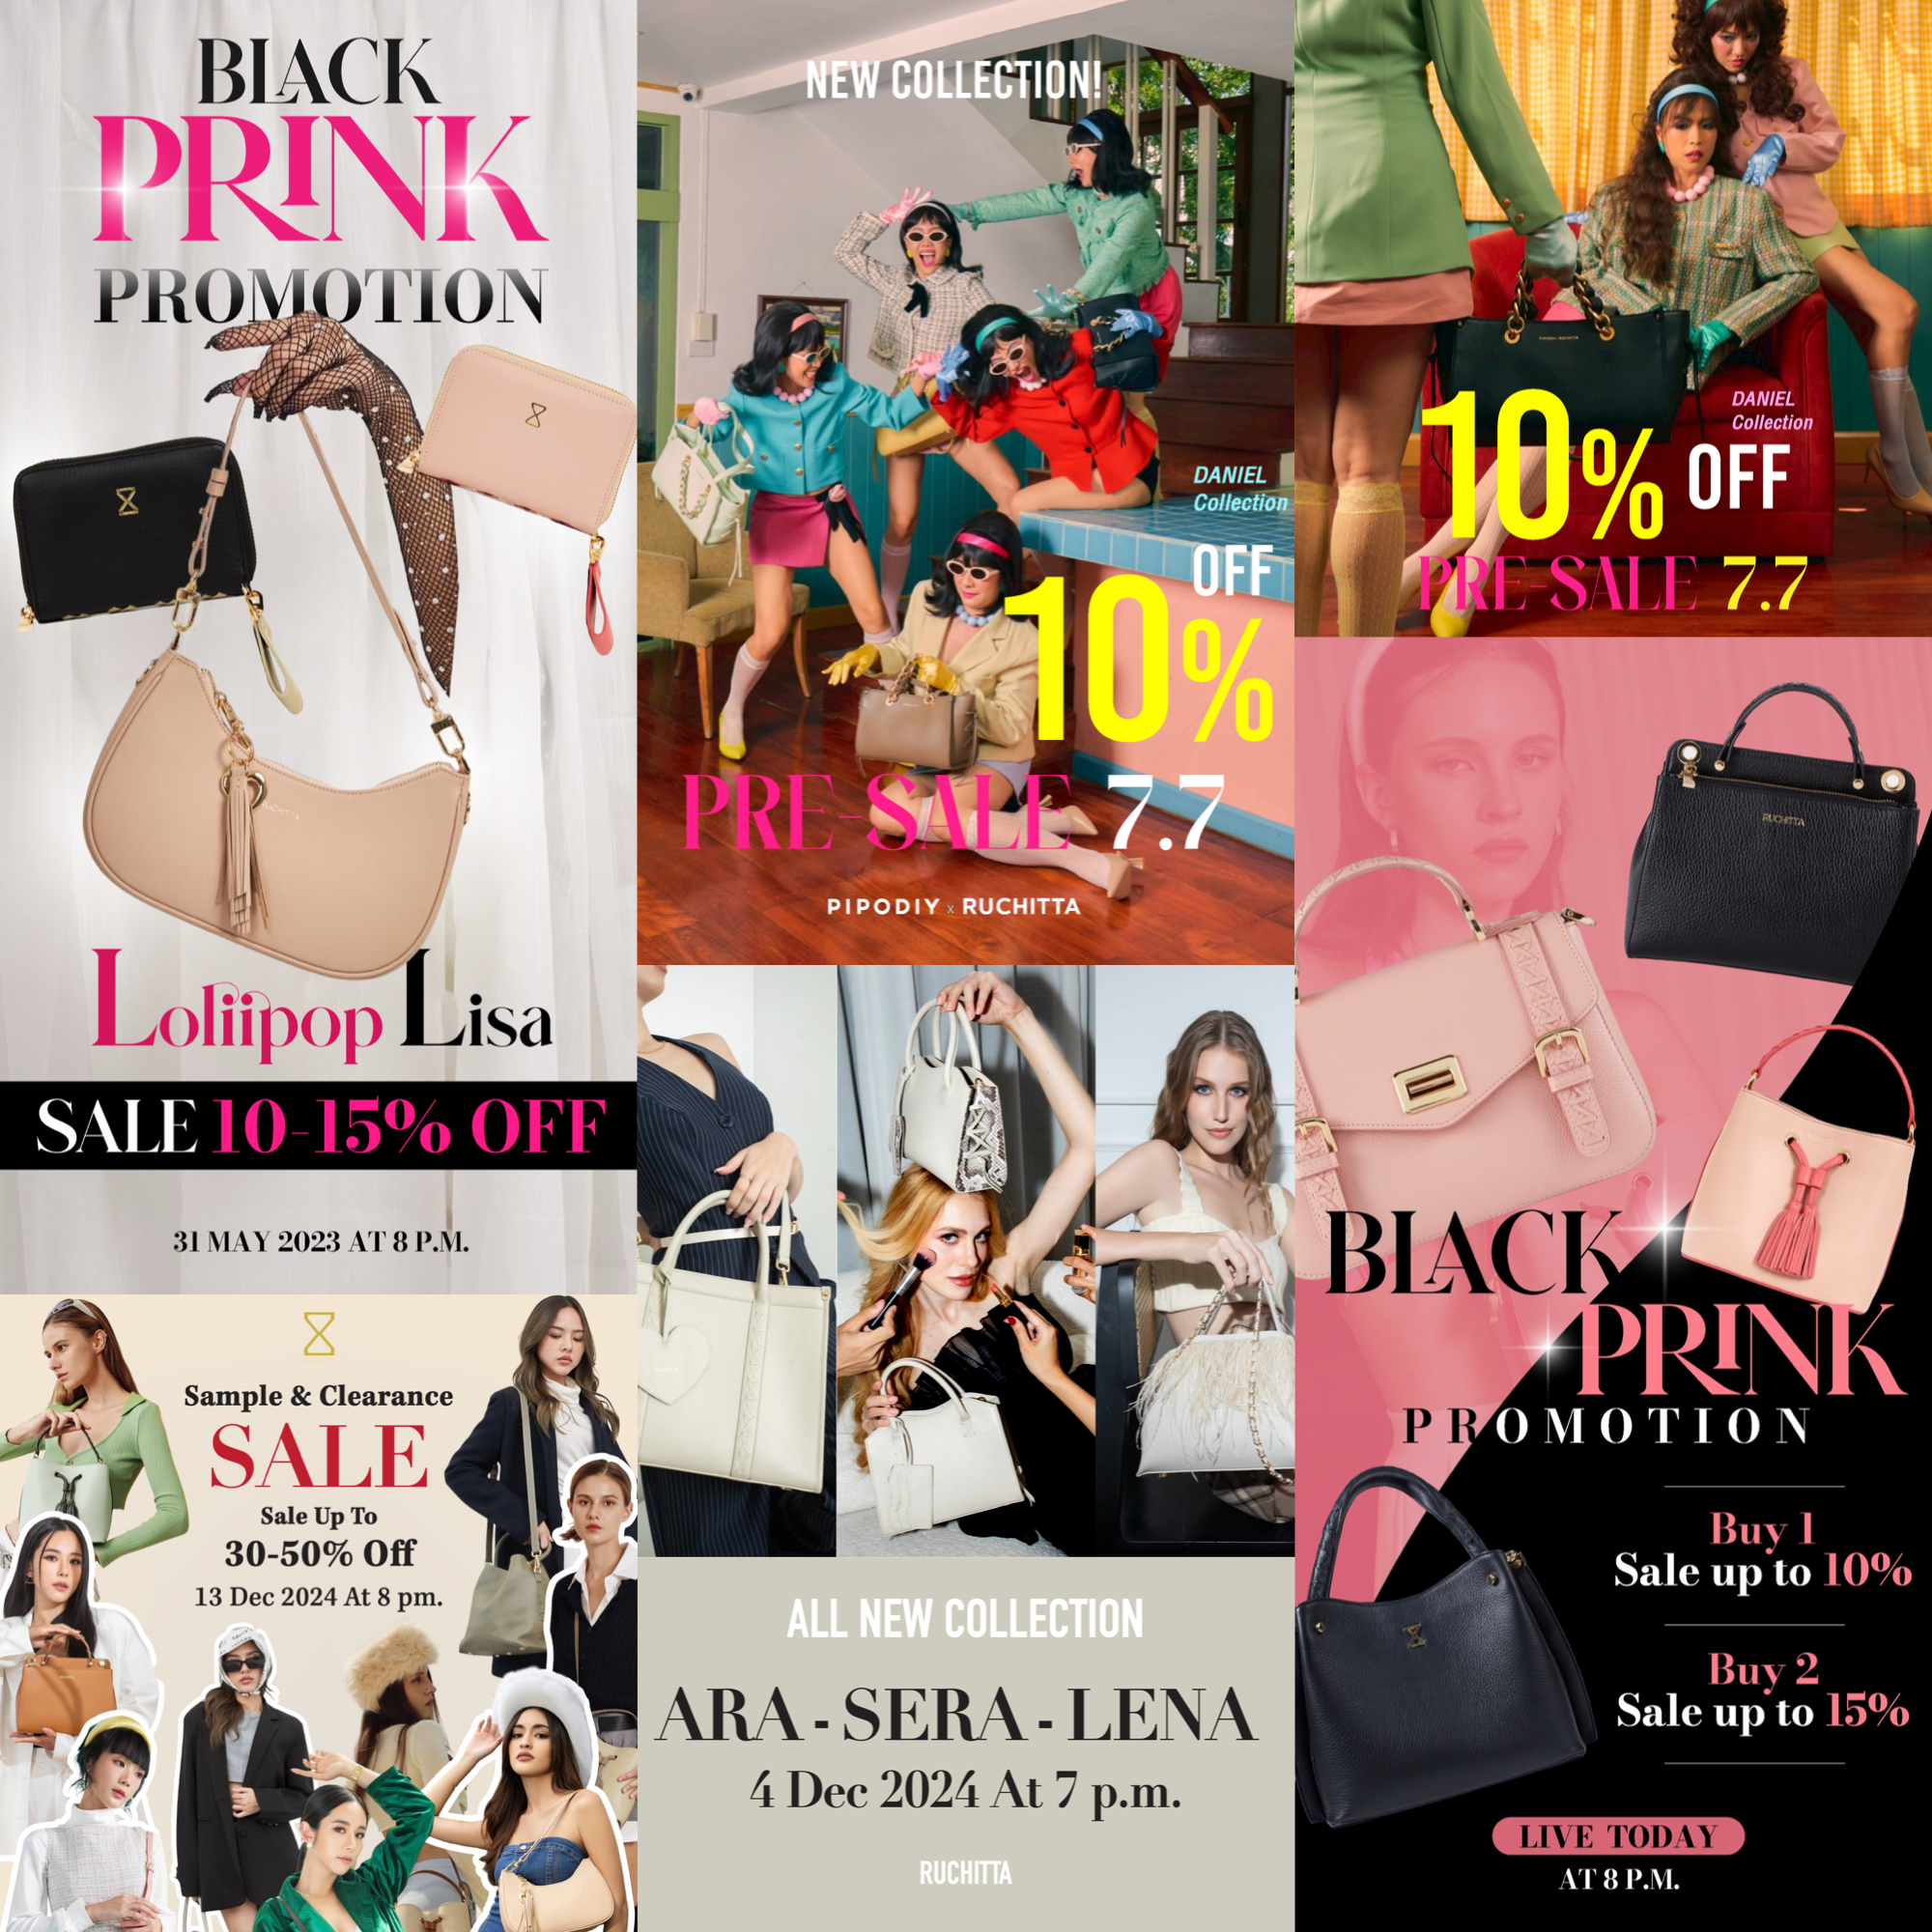 BLACK
PRINK
PROMOTION
RUCHITTA
Loliipop Lisa
SALE 10-15% OFF
31 MAY 2023 AT 8 P.M.
Sample & Clearance
SALE
Sale Up To
30-50% Off
13 Dec 2024 At 8 pm.
NEW COLLECTION!
DANIEL
Collection
OFF
10%
PRE-SALE 7.7
PIPODIY x RUCHITTA
ALL NEW COLLECTION
ARA - SERA - LENA
4 Dec 2024 At 7 p.m.
RUCHITTA
PIPODIY x RUCHITTA
DANIEL
Collection
10% OFF
PRE-SALE 7.7
RUCHITTA
BLACK
PRINK
PROMOTION
Buy 1
Sale up to 10%
Buy 2
Sale up to 15%
LIVE TODAY
AT 8 P.M.